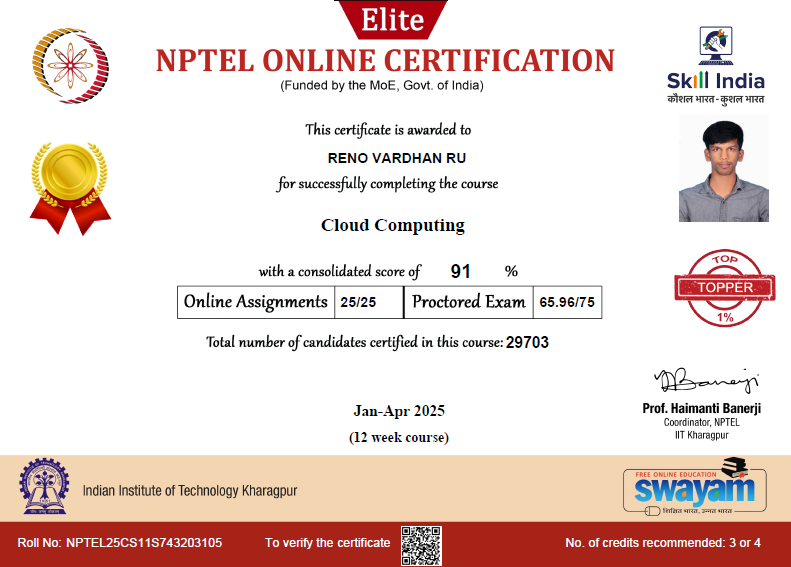 Elite
NPTEL ONLINE CERTIFICATION
(Funded by the MoE, Govt. of India)
Skill India
कौशल भारत - कुशल भारत
This certificate is awarded to
RENO VARDHAN RU
for successfully completing the course
Cloud Computing
with a consolidated score of 91 %
Online Assignments 25/25 Proctored Exam 65.96/75
TOP
TOPPER
1%
Total number of candidates certified in this course: 29703
Jan-Apr 2025
(12 week course)
Prof. Haimanti Banerji
Coordinator, NPTEL
IIT Kharagpur
Indian Institute of Technology Kharagpur
FREE ONLINE EDUCATION
swayam
शिक्षित भारत, उन्नत भारत
Roll No: NPTEL25CS11S743203105 To verify the certificate No. of credits recommended: 3 or 4